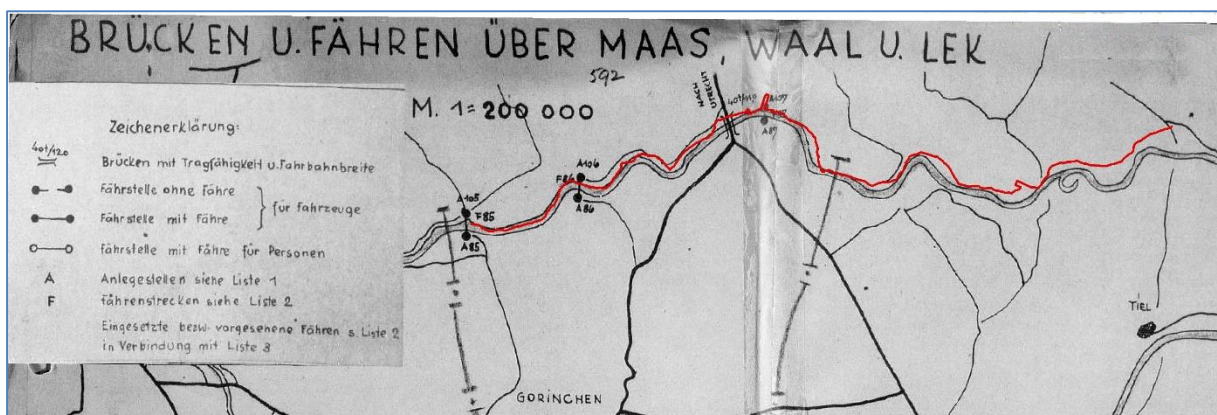 BRÜCKEN U. FÄHREN ÜBER MAAS, WAAL U. LEK
592
M. 1=200 000
Zeichenerklärung:
40t/120
Brücken mit Tragfähigkeit u. Fahrbahnbreite
Fährstelle ohne Fähre
Fährstelle mit Fähre
für Fahrzeuge
Fährstelle mit Fähre für Personen
A Anlegestellen siehe Liste 1
F Fährenstrecken siehe Liste 2
Eingesetzte bezw. vorgesehene Fähren s. Liste 2
in Verbindung mit Liste 3
NACH
UTRECHT
A107
A87
A106
F86
A86
A105
F85
A85
TIEL
GORINCHEN